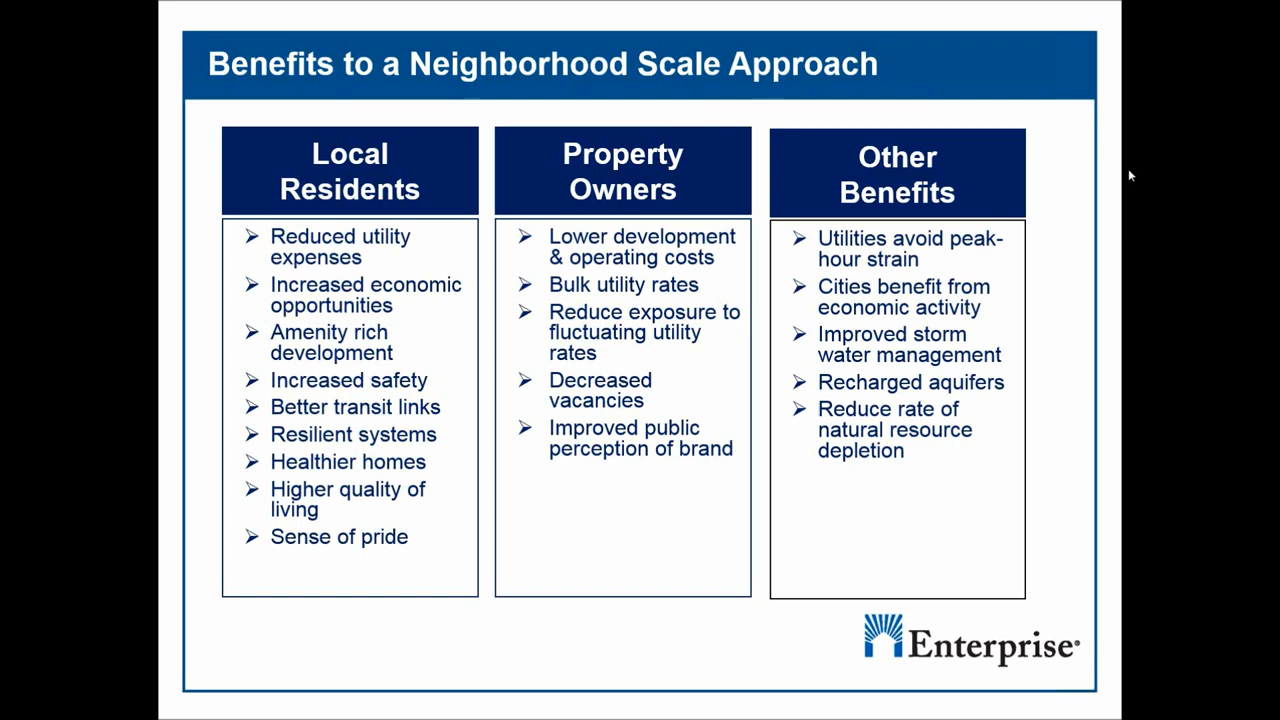 Benefits to a Neighborhood Scale Approach
Local
Residents
Reduced utility
expenses
Increased economic
opportunities
Amenity rich
development
Increased safety
Better transit links
Resilient systems
Healthier homes
Higher quality of
living
Sense of pride
Property
Owners
Lower development
& operating costs
Bulk utility rates
Reduce exposure to
fluctuating utility
rates
Decreased
vacancies
Improved public
perception of brand
Other
Benefits
Utilities avoid peak-
hour strain
Cities benefit from
economic activity
Improved storm
water management
Recharged aquifers
Reduce rate of
natural resource
depletion
Enterprise®